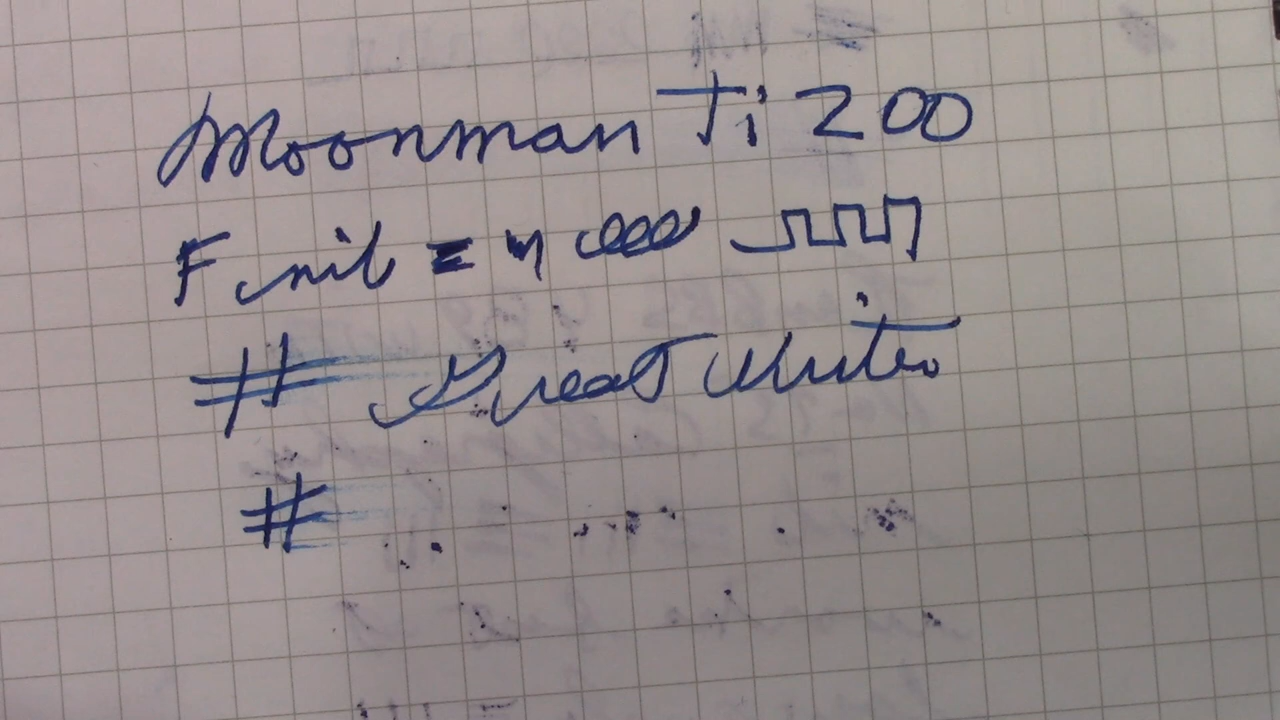 Moonman Ti 200
F nib =
# Great writer
#